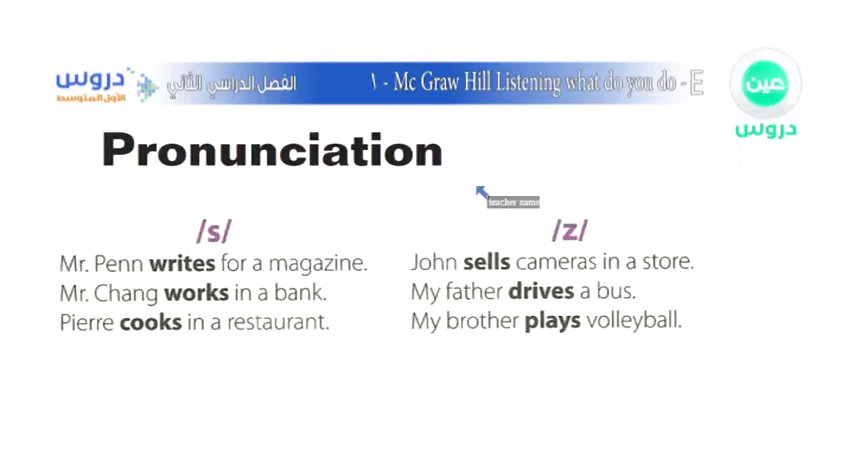 دروس
الأول المتوسط
الفصل الدراسي الثاني
١ - Mc Graw Hill Listening what do you do - E
عين
دروس
Pronunciation
teacher name
/s/
Mr. Penn writes for a magazine.
Mr. Chang works in a bank.
Pierre cooks in a restaurant.
/z/
John sells cameras in a store.
My father drives a bus.
My brother plays volleyball.